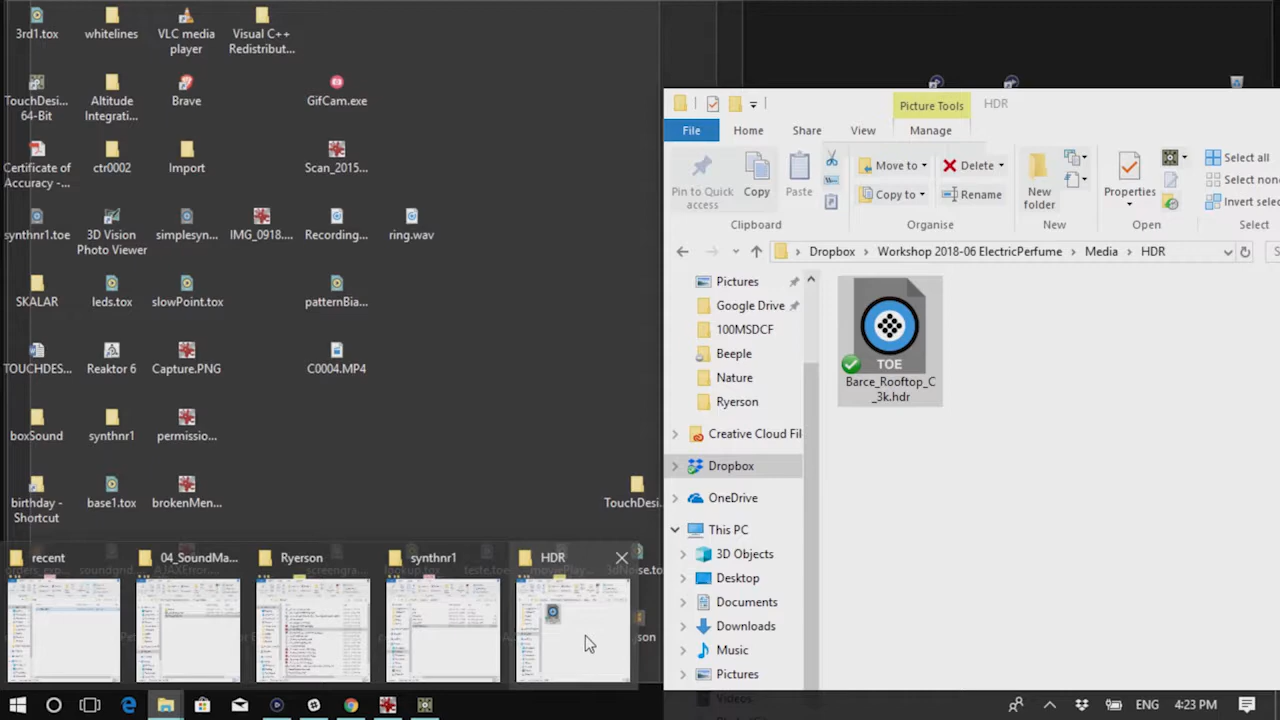 3rd1.tox
whitelines
VLC media
player
Visual C++
Redistribut...
TouchDesi...
64-Bit
Altitude
Integrati...
Brave
GifCam.exe
Certificate of
Accuracy -...
ctr0002
Import
Scan_2015...
synthnr1.toe
3D Vision
Photo Viewer
simplesyn...
IMG_0918....
Recording...
ring.wav
SKALAR
leds.tox
slowPoint.tox
patternBia...
TOUCHDES...
Reaktor 6
Capture.PNG
C0004.MP4
boxSound
synthnr1
permissio...
birthday -
Shortcut
base1.tox
brokenMen...
TouchDesi...
recent
04_SoundMa...
Ryerson
synthnr1
HDR
Picture Tools
HDR
File
Home
Share
View
Manage
Pin to Quick
access
Copy
Paste
Move to
Copy to
Delete
Rename
New
folder
Properties
Select all
Select none
Invert selec
Clipboard
Organise
New
Open
Select
Dropbox > Workshop 2018-06 ElectricPerfume > Media > HDR
Pictures
Google Drive
100MSDCF
Beeple
Nature
Ryerson
Creative Cloud Fil
Dropbox
OneDrive
This PC
3D Objects
Desktop
Documents
Downloads
Music
Pictures
Videos
TOE
Barce_Rooftop_C
_3k.hdr
ENG
4:23 PM